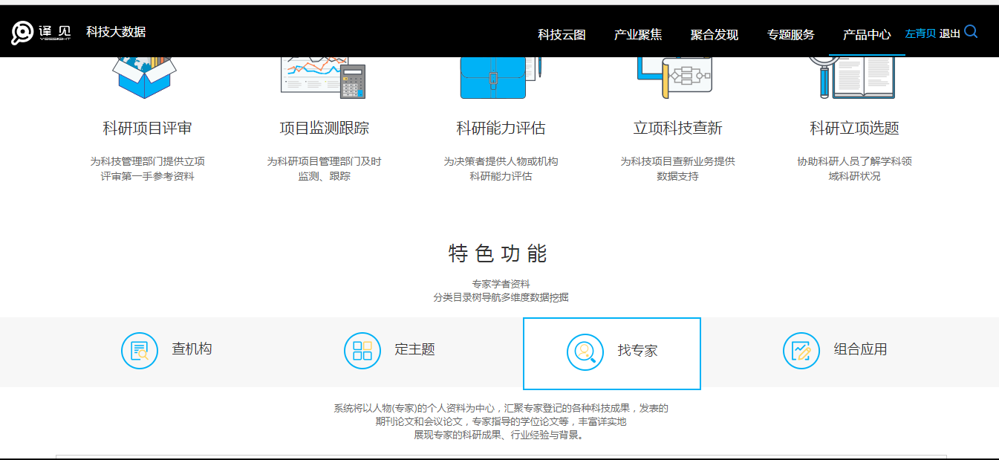 译见
YEESIGHT
科技大数据
科技云图
产业聚焦
聚合发现
专题服务
产品中心
左青贝
退出
科研项目评审
为科技管理部门提供立项
评审第一手参考资料
项目监测跟踪
为科研项目管理部门及时
监测、跟踪
科研能力评估
为决策者提供人物或机构
科研能力评估
立项科技查新
为科技项目查新业务提供
数据支持
科研立项选题
协助科研人员了解学科领
域科研状况
特色功能
专家学者资料
分类目录树导航多维度数据挖掘
查机构
定主题
找专家
组合应用
系统将以人物(专家)的个人资料为中心，汇聚专家登记的各种科技成果，发表的
期刊论文和会议论文，专家指导的学位论文等，丰富详实地
展现专家的科研成果、行业经验与背景。